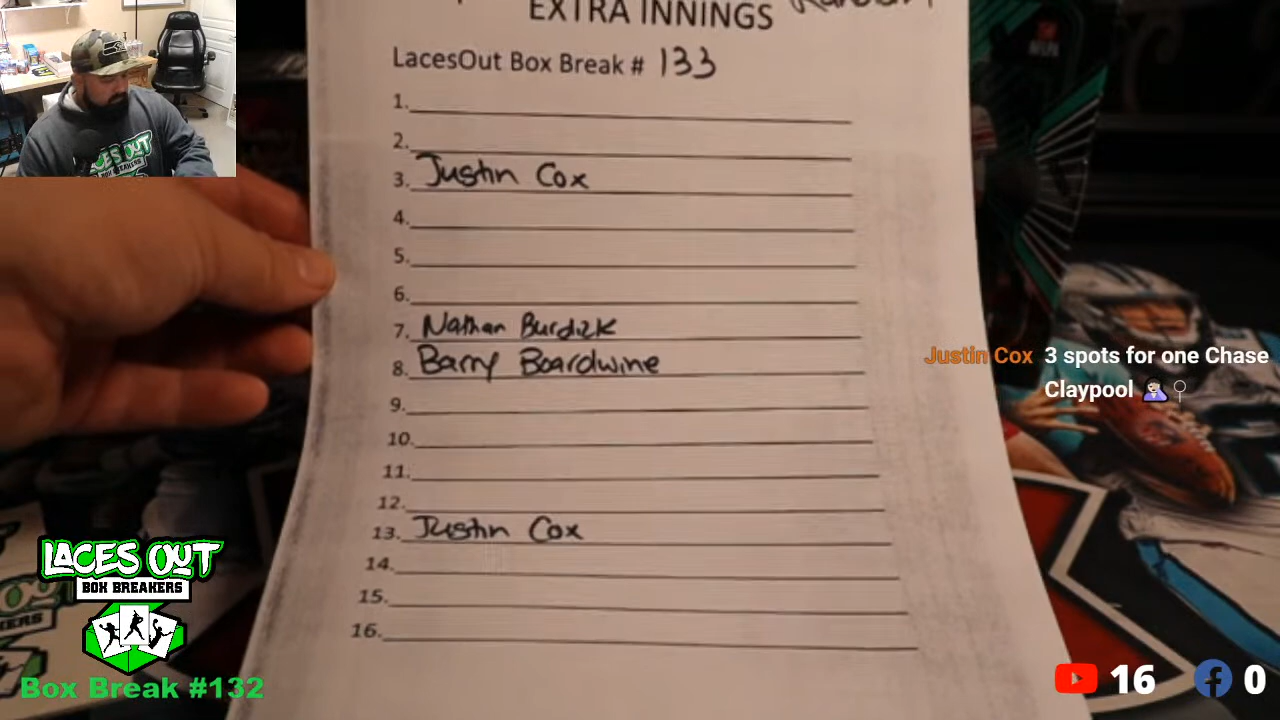 EXTRA INNINGS
LacesOut Box Break # 133
1.
2.
3. Justin Cox
4.
5.
6.
7. Nathan Burdick
8. Barry Boardwine
9.
10.
11.
12.
13. Justin Cox
14.
15.
16.
Justin Cox 3 spots for one Chase
Claypool
LACES OUT
BOX BREAKERS
Box Break #132
16
0
LACES OUT